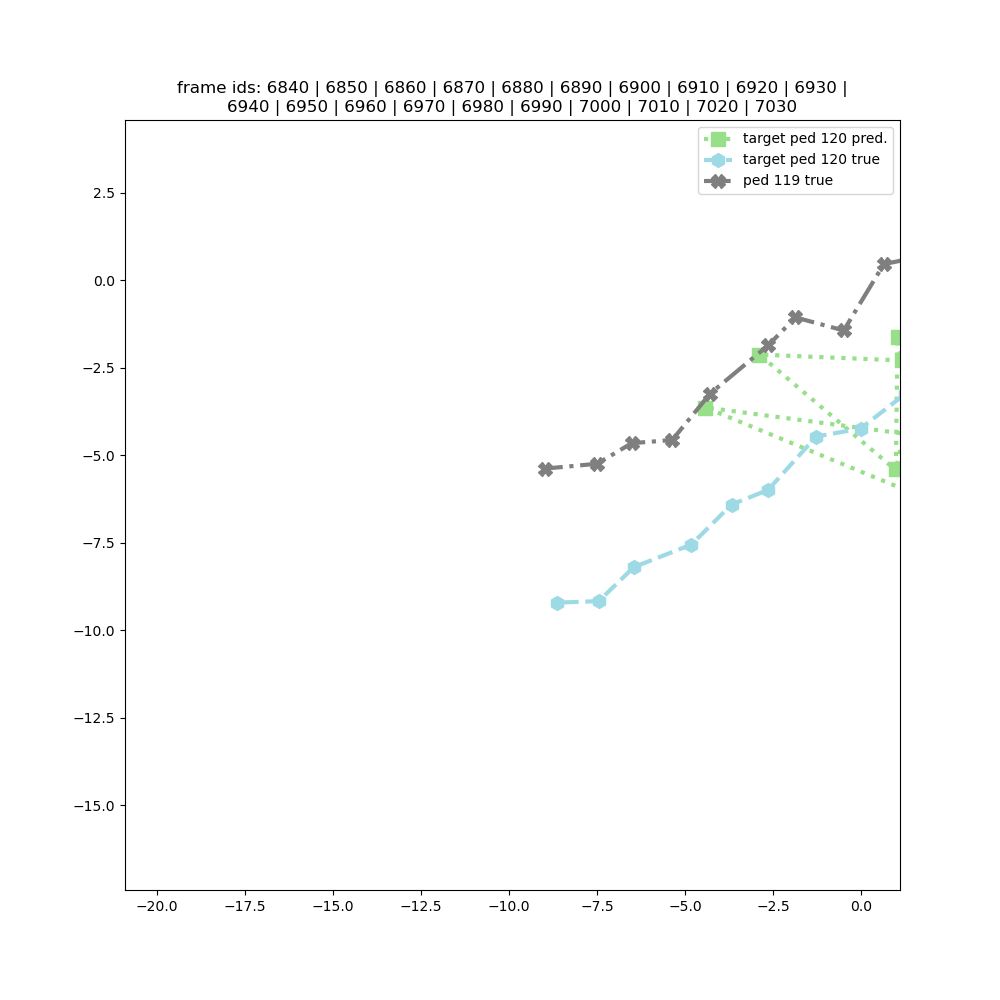 frame ids: 6840 | 6850 | 6860 | 6870 | 6880 | 6890 | 6900 | 6910 | 6920 | 6930 |
6940 | 6950 | 6960 | 6970 | 6980 | 6990 | 7000 | 7010 | 7020 | 7030
target ped 120 pred.
target ped 120 true
ped 119 true
2.5
0.0
−2.5
−5.0
−7.5
−10.0
−12.5
−15.0
−20.0 −17.5 −15.0 −12.5 −10.0 −7.5 −5.0 −2.5 0.0